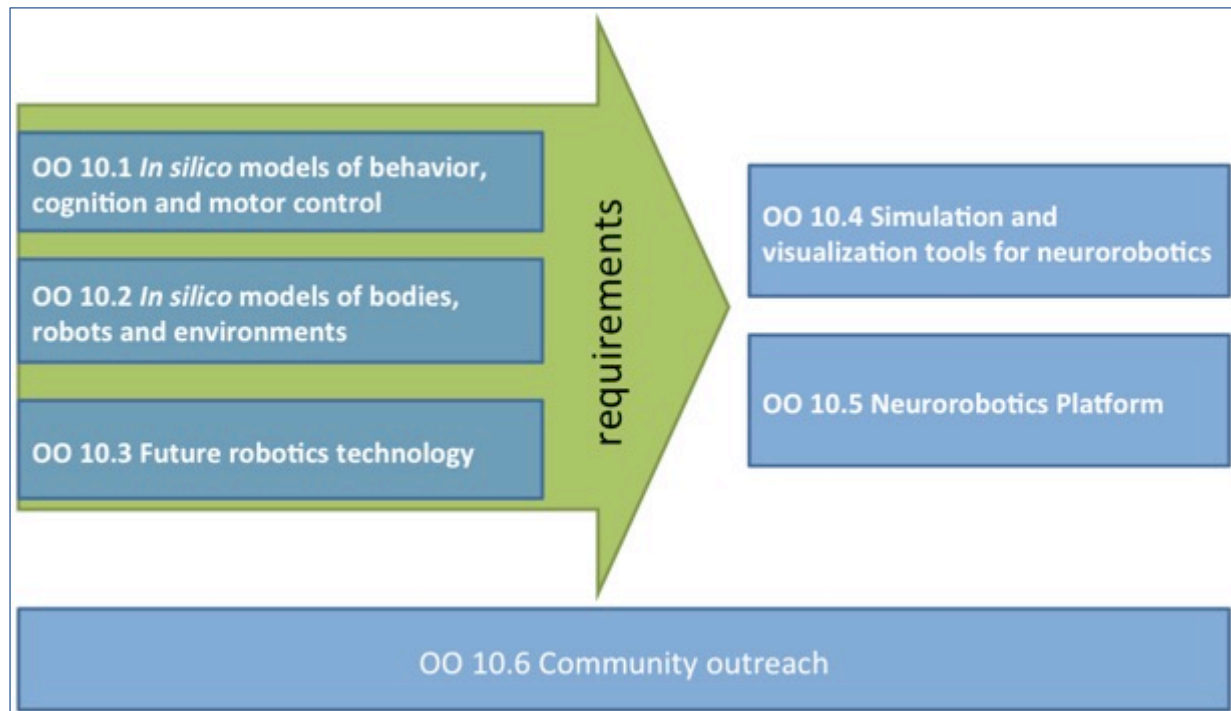 OO 10.1 In silico models of behavior,
cognition and motor control
OO 10.2 In silico models of bodies,
robots and environments
OO 10.3 Future robotics technology
requirements
OO 10.4 Simulation and
visualization tools for neurorobotics
OO 10.5 Neurorobotics Platform
OO 10.6 Community outreach